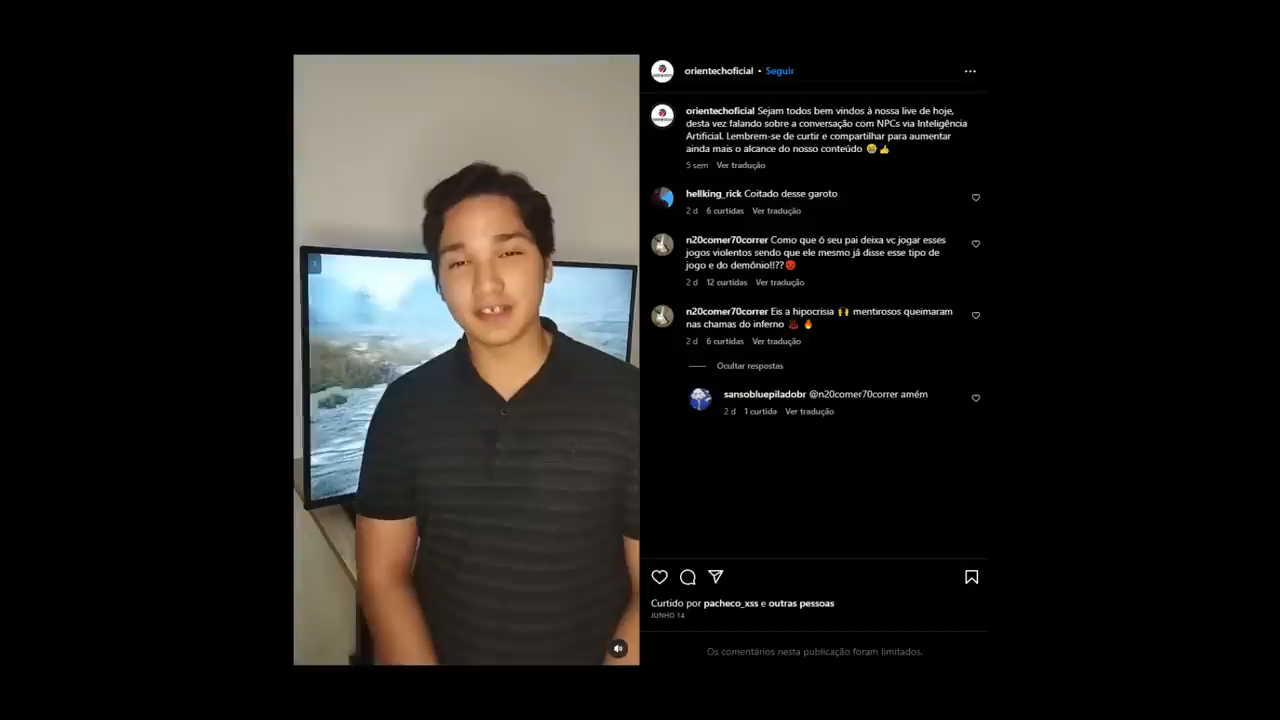 orientechoficial • Seguir
orientechoficial Sejam todos bem vindos à nossa live de hoje,
desta vez falando sobre a conversação com NPCs via Inteligência
Artificial. Lembrem-se de curtir e compartilhar para aumentar
ainda mais o alcance do nosso conteúdo 🤓👍
5 sem Ver tradução
hellking_rick Coitado desse garoto
2 d 6 curtidas Ver tradução
n20comer70correr Como que ó seu pai deixa vc jogar esses
jogos violentos sendo que ele mesmo já disse esse tipo de
jogo e do demônio!!??😡
2 d 12 curtidas Ver tradução
n20comer70correr Eis a hipocrisia 🙌 mentirosos queimaram
nas chamas do inferno ♨️ 🔥
2 d 6 curtidas Ver tradução
Ocultar respostas
sansobluepiladobr @n20comer70correr amém
2 d 1 curtida Ver tradução
Curtido por pacheco_xss e outras pessoas
JUNHO 14
Os comentários nesta publicação foram limitados.